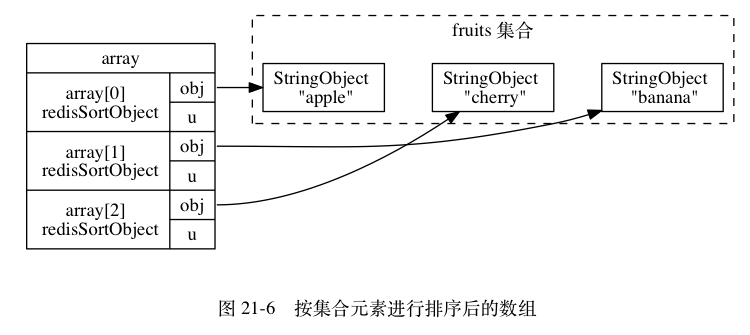 fruits 集合
array
array[0]
redisSortObject
obj
u
array[1]
redisSortObject
obj
u
array[2]
redisSortObject
obj
u
StringObject
"apple"
StringObject
"cherry"
StringObject
"banana"
图 21-6 按集合元素进行排序后的数组